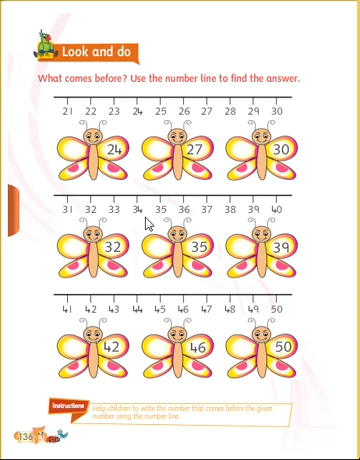 Look and do
What comes before? Use the number line to find the answer.
21 22 23 24 25 26 27 28 29 30
24 27 30
31 32 33 34 35 36 37 38 39 40
32 35 39
41 42 43 44 45 46 47 48 49 50
42 46 50
Instructions
Help children to write the number that comes before the given
number using the number line.
136